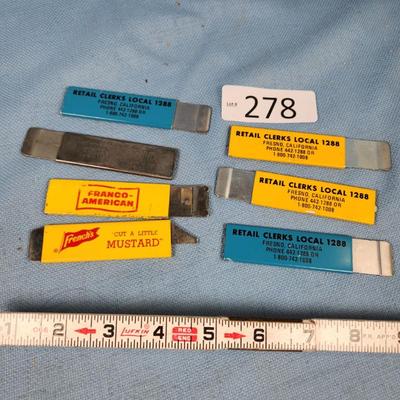 RETAIL CLERKS LOCAL 1288
FRESNO, CALIFORNIA
PHONE 442 1288 OR
1-800-742-1008
LOT#
278
RETAIL CLERKS LOCAL 1288
FRESNO, CALIFORNIA
PHONE 442 1288 OR
1-800-742-1008
FRANCO-
AMERICAN
RETAIL CLERKS LOCAL 1288
FRESNO, CALIFORNIA
PHONE 442 1288 OR
1-800-742-1008
French's
"CUT A LITTLE
MUSTARD"
RETAIL CLERKS LOCAL 1288
FRESNO, CALIFORNIA
PHONE 442 1288 OR
1-800-742-1008
ONE 2 3 4 LUFKIN RED END 5 6 7 8 9